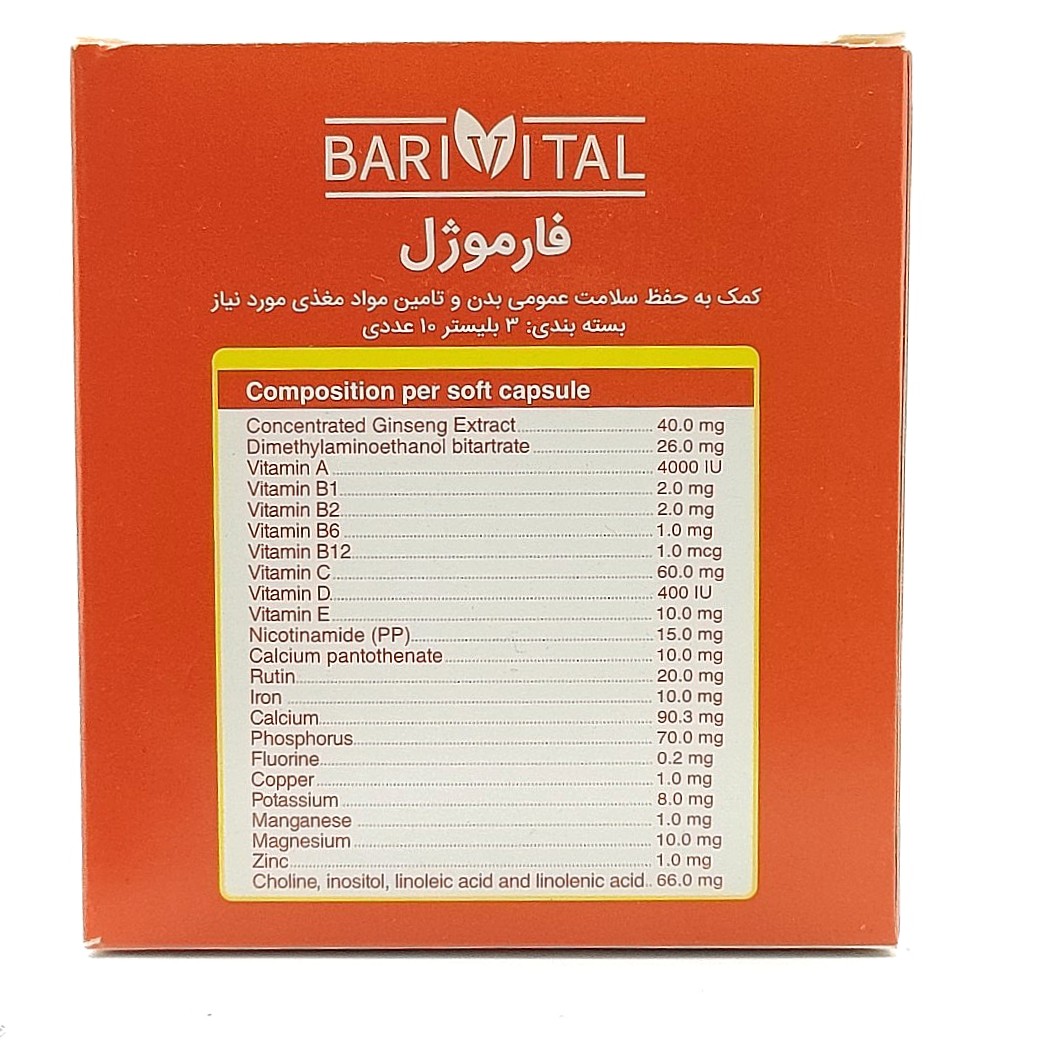 BARIVITAL
فارموژل
کمک به حفظ سلامت عمومی بدن و تامین مواد مغذی مورد نیاز
بسته بندی: ۳ بلیستر ۱۰ عددی
Composition per soft capsule
Concentrated Ginseng Extract 40.0 mg
Dimethylaminoethanol bitartrate 26.0 mg
Vitamin A 4000 IU
Vitamin B1 2.0 mg
Vitamin B2 2.0 mg
Vitamin B6 1.0 mg
Vitamin B12 1.0 mcg
Vitamin C 60.0 mg
Vitamin D 400 IU
Vitamin E 10.0 mg
Nicotinamide (PP) 15.0 mg
Calcium pantothenate 10.0 mg
Rutin 20.0 mg
Iron 10.0 mg
Calcium 90.3 mg
Phosphorus 70.0 mg
Fluorine 0.2 mg
Copper 1.0 mg
Potassium 8.0 mg
Manganese 1.0 mg
Magnesium 10.0 mg
Zinc 1.0 mg
Choline, inositol, linoleic acid and linolenic acid.. 66.0 mg